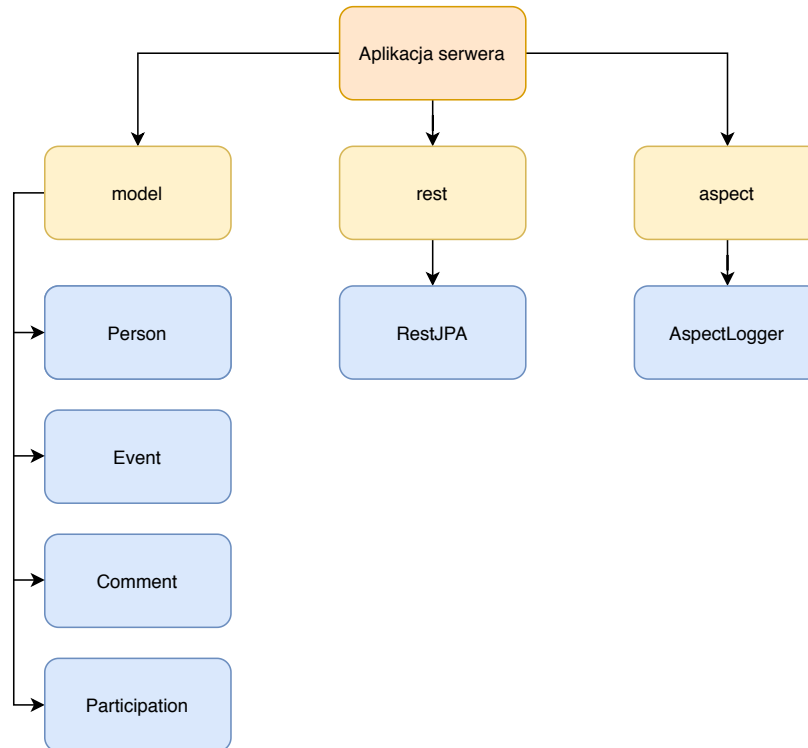 Aplikacja serwera
model
rest
aspect
Person
RestJPA
AspectLogger
Event
Comment
Participation